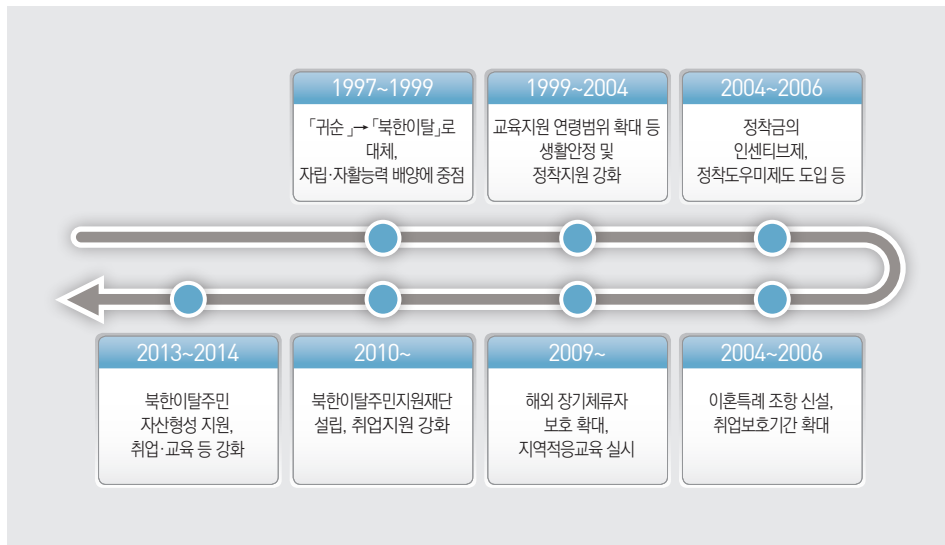 1997~1999
「귀순」→「북한이탈」로
대체,
자립·자활능력 배양에 중점
1999~2004
교육지원 연령범위 확대 등
생활안정 및
정착지원 강화
2004~2006
정착금의
인센티브제,
정착도우미제도 도입 등
2004~2006
이혼특례 조항 신설,
취업보호기간 확대
2009~
해외 장기체류자
보호 확대,
지역적응교육 실시
2010~
북한이탈주민지원재단
설립, 취업지원 강화
2013~2014
북한이탈주민
자산형성 지원,
취업·교육 등 강화